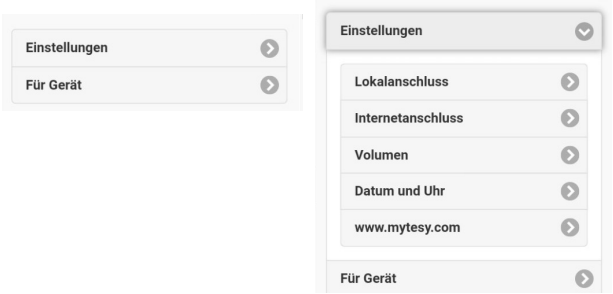 Einstellungen
Für Gerät
Einstellungen
Lokalanschluss
Internetanschluss
Volumen
Datum und Uhr
www.mytesy.com
Für Gerät